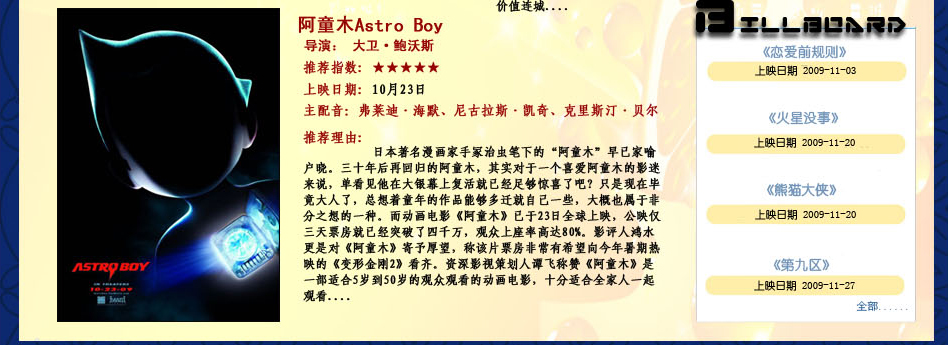 价值连城....
阿童木Astro Boy
导演： 大卫·鲍沃斯
推荐指数：★★★★★
上映日期：10月23日
主配音：弗莱迪·海默、尼古拉斯·凯奇、克里斯汀·贝尔
推荐理由：
日本著名漫画家手冢治虫笔下的“阿童木”早已家喻
户晓。三十年后再回归的阿童木，其实对于一个喜爱阿童木的影迷
来说，单看见他在大银幕上复活就已经足够惊喜了吧？只是现在毕
竟大人了，总想着童年的作品能够多迁就自己一些，大概也属于非
分之想的一种。而动画电影《阿童木》已于23日全球上映，公映仅
三天票房就已经突破了四千万，观众上座率高达80%。影评人鸿水
更是对《阿童木》寄予厚望，称该片票房非常有希望向今年暑期热
映的《变形金刚2》看齐。资深影视策划人谭飞称赞《阿童木》是
一部适合5岁到50岁的观众观看的动画电影，十分适合全家人一起
观看....
ASTRO BOY
IN THEATERS
10-23-09
BILLBOARD
《恋爱前规则》
上映日期 2009-11-03
《火星没事》
上映日期 2009-11-20
《熊猫大侠》
上映日期 2009-11-20
《第九区》
上映日期 2009-11-27
全部......